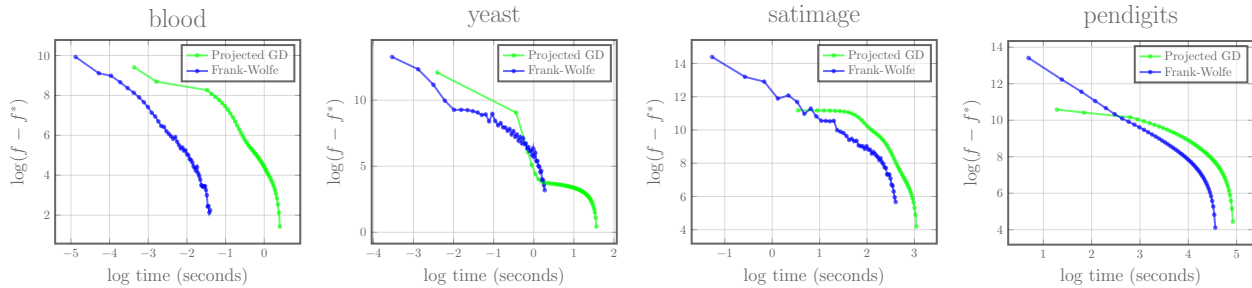 blood
10
8
6
4
2
−5
−4
−3
−2
−1
0
log(f − f*)
log time (seconds)
Projected GD
Frank-Wolfe
yeast
10
5
0
−4
−3
−2
−1
0
1
2
log(f − f*)
log time (seconds)
Projected GD
Frank-Wolfe
satimage
16
14
12
10
8
6
4
−1
0
1
2
3
log(f − f*)
log time (seconds)
Projected GD
Frank-Wolfe
pendigits
14
12
10
8
6
4
1
2
3
4
5
log(f − f*)
log time (seconds)
Projected GD
Frank-Wolfe